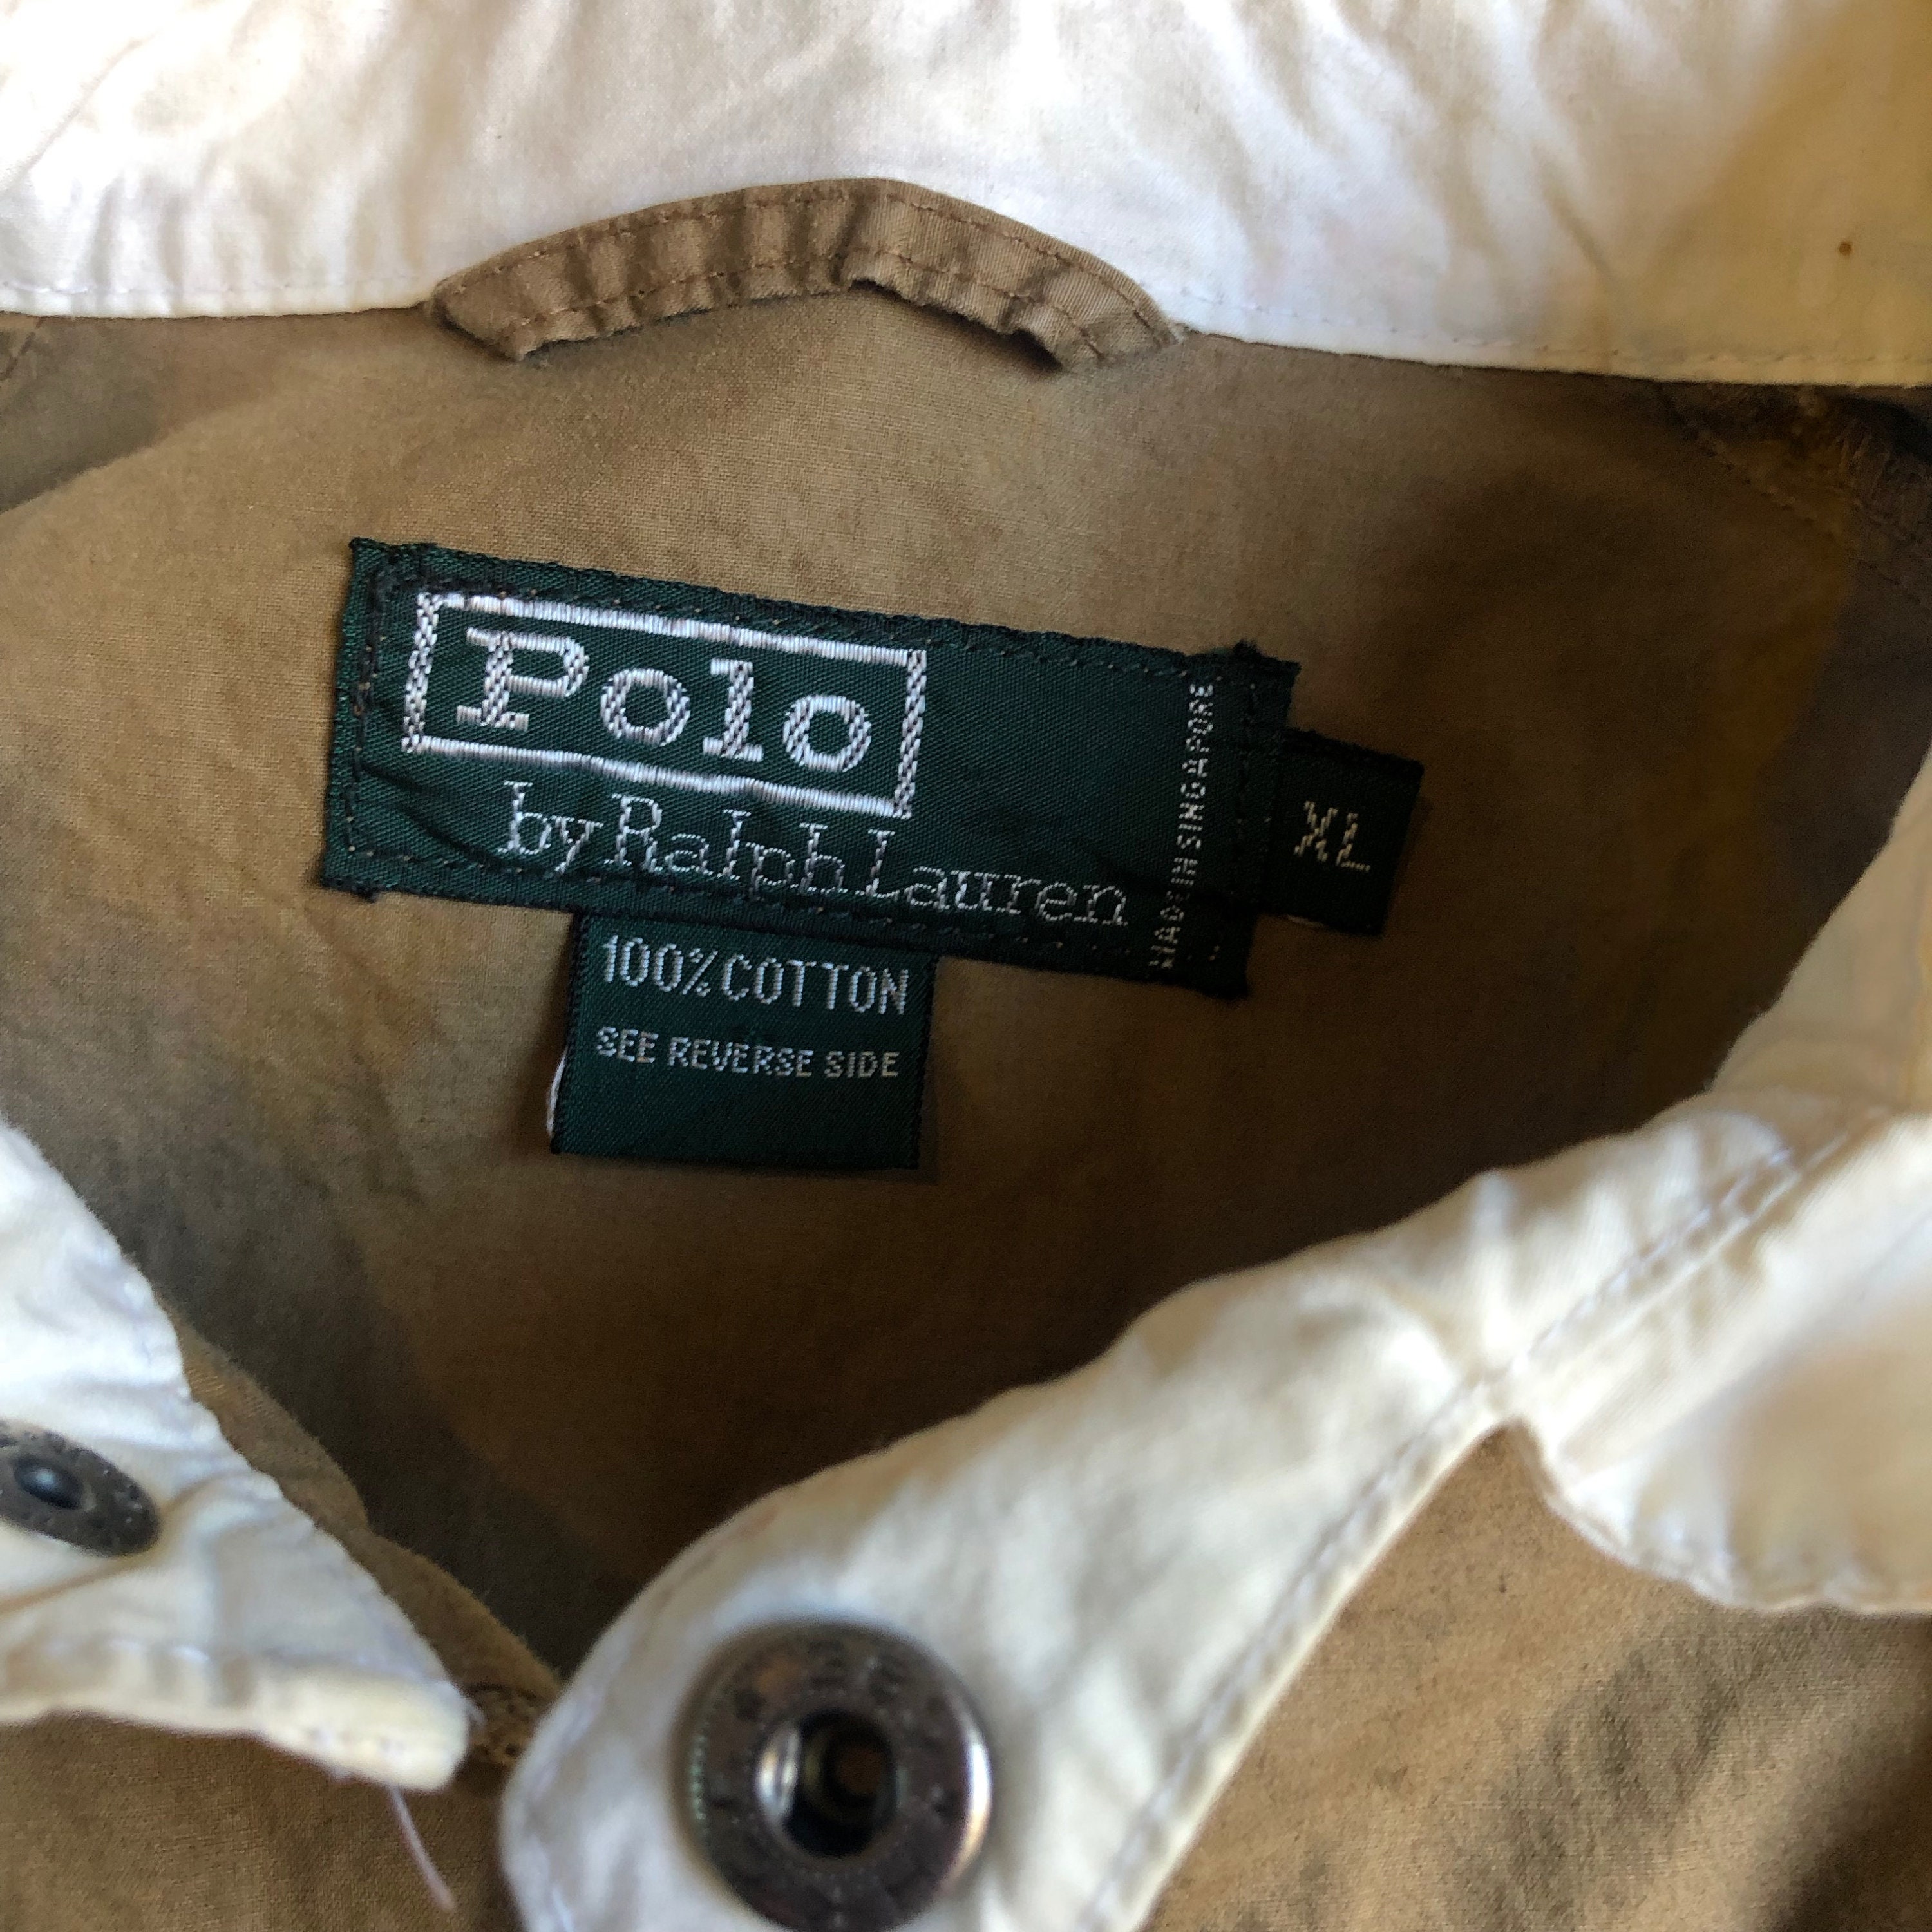 Polo
by Ralph Lauren
MADE IN SINGAPORE
XL
100% COTTON
SEE REVERSE SIDE